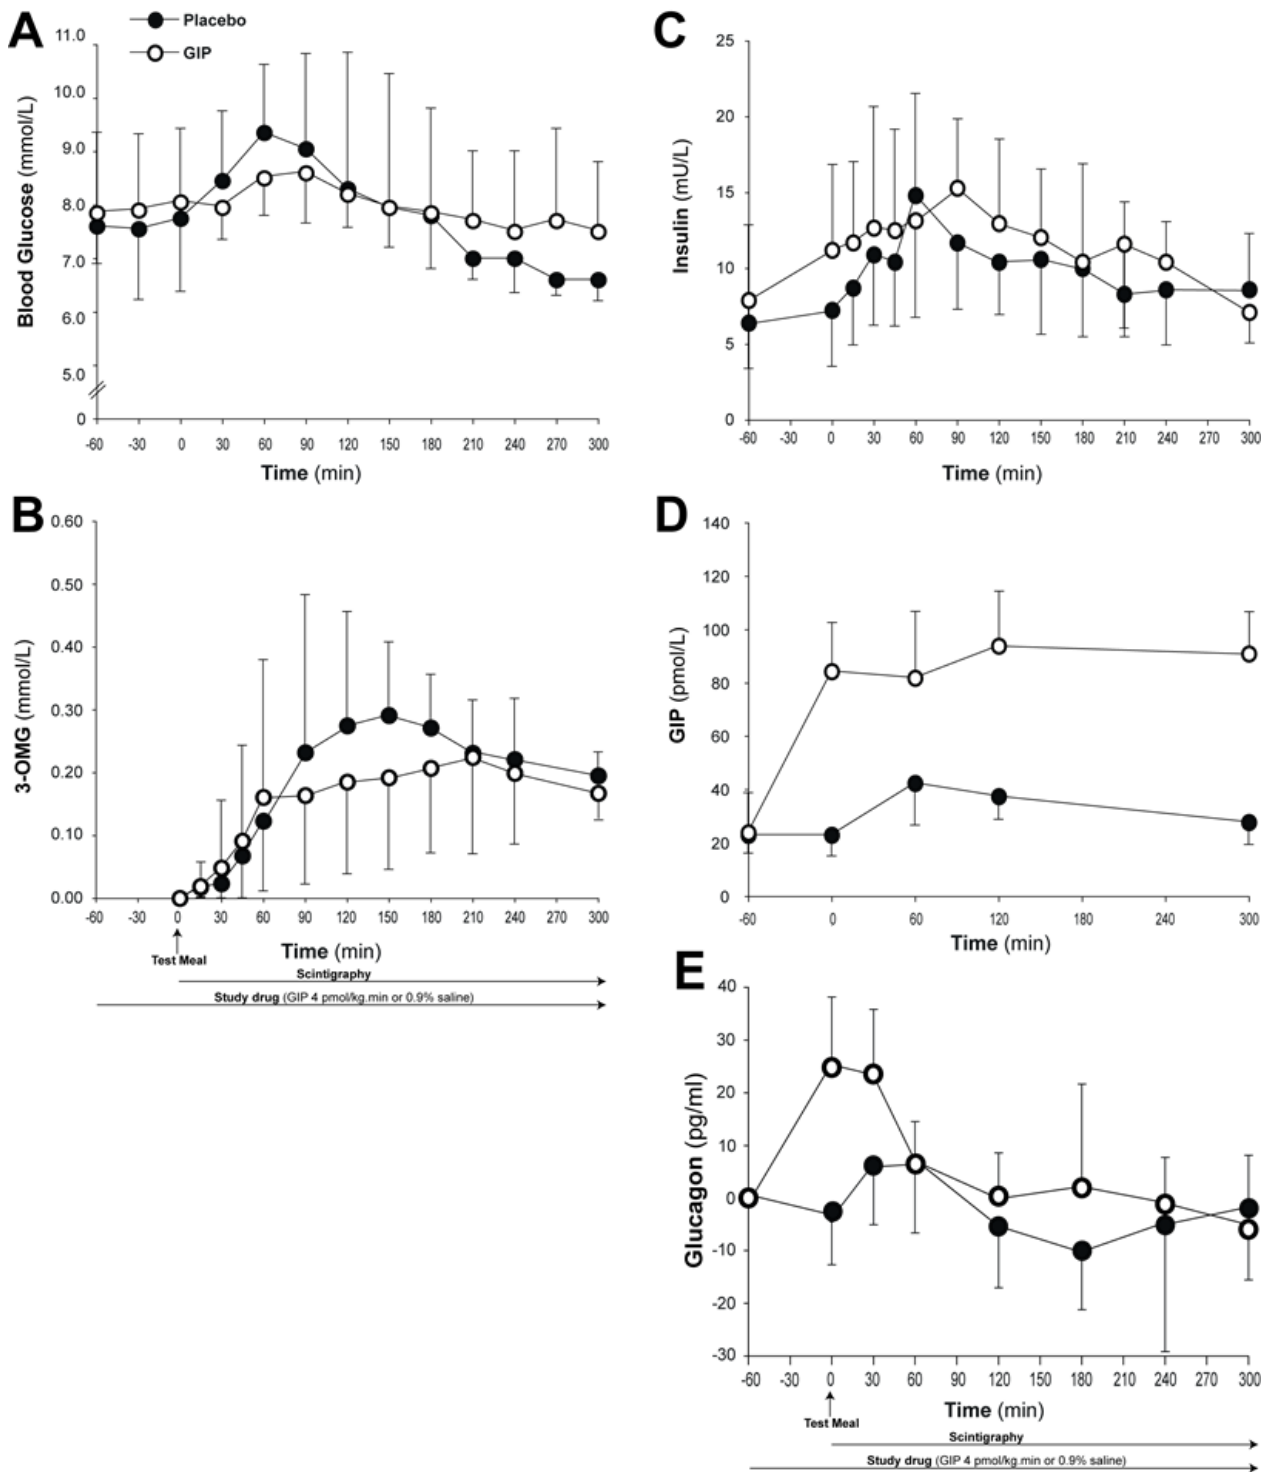 A
Placebo
GIP
Blood Glucose (mmol/L)
11.0
10.0
9.0
8.0
7.0
6.0
5.0
0
-60 -30 0 30 60 90 120 150 180 210 240 270 300
Time (min)
C
Insulin (mU/L)
25
20
15
10
5
0
-60 -30 0 30 60 90 120 150 180 210 240 270 300
Time (min)
B
3-OMG (mmol/L)
0.60
0.50
0.40
0.30
0.20
0.10
0.00
-60 -30 0 30 60 90 120 150 180 210 240 270 300
Time (min)
Test Meal
Scintigraphy
Study drug (GIP 4 pmol/kg.min or 0.9% saline)
D
GIP (pmol/L)
140
120
100
80
60
40
20
0
-60 0 60 120 180 240 300
Time (min)
E
Glucagon (pg/ml)
40
30
20
10
0
-10
-20
-30
-60 -30 0 30 60 90 120 150 180 210 240 270 300
Time (min)
Test Meal
Scintigraphy
Study drug (GIP 4 pmol/kg.min or 0.9% saline)